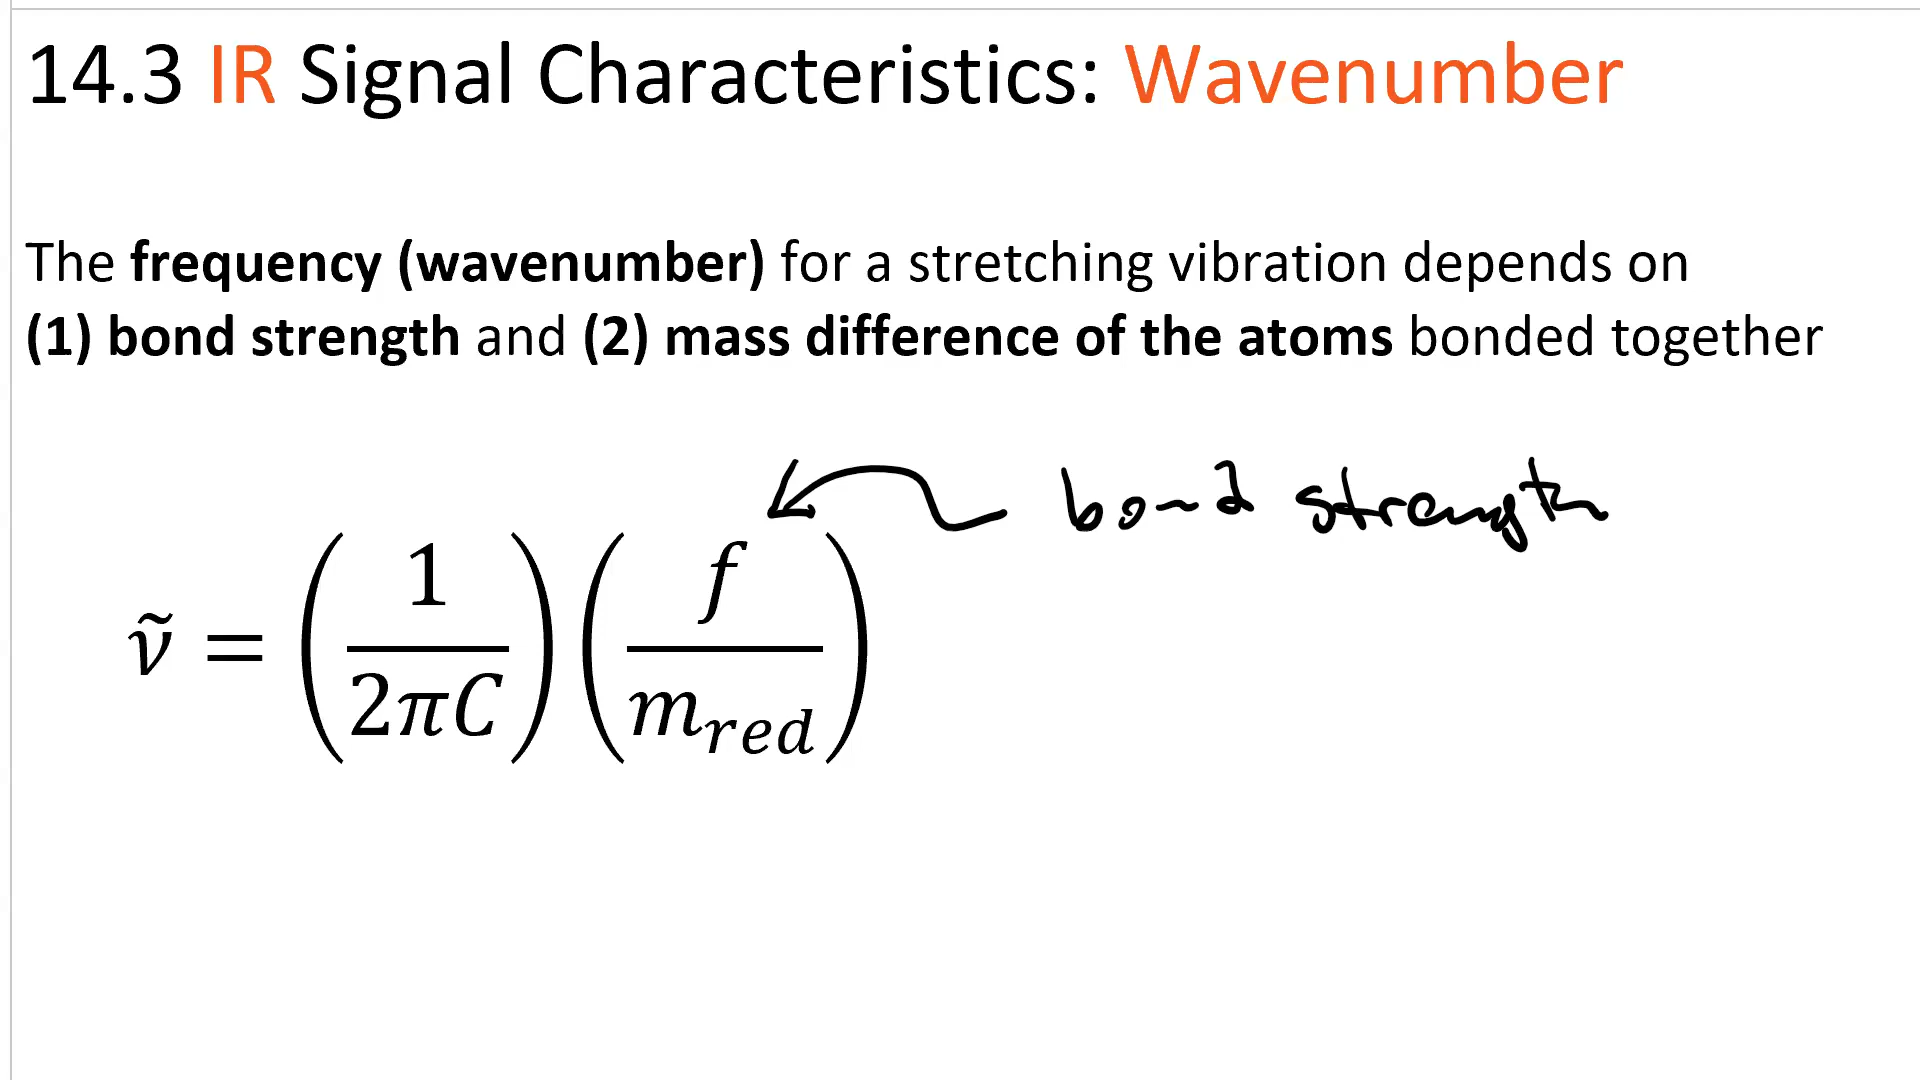 14.3 IR Signal Characteristics: Wavenumber
The frequency (wavenumber) for a stretching vibration depends on
(1) bond strength and (2) mass difference of the atoms bonded together
bond strength
ṽ = (1/2πC) (f/m_red)